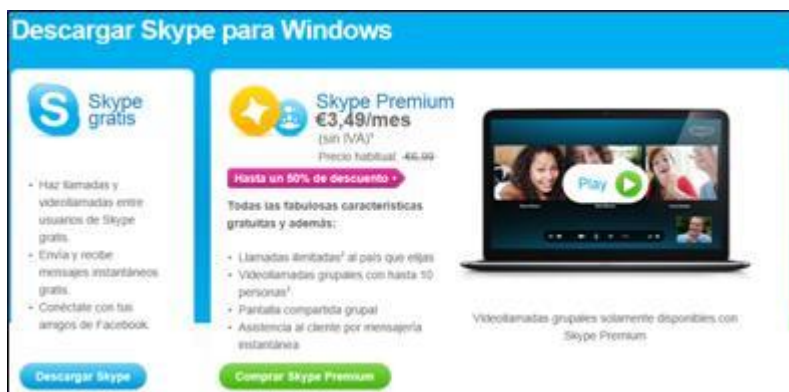 Descargar Skype para Windows
Skype
gratis
• Haz llamadas y
videollamadas entre
usuarios de Skype
gratis.
• Envía y recibe
mensajes instantáneos
gratis.
• Conéctate con tus
amigos de Facebook.
Descargar Skype
Skype Premium
€3,49/mes
(sin IVA)¹
Precio habitual €6,99
Hasta un 50% de descuento
Todas las fabulosas características
gratuitas y además:
• Llamadas ilimitadas² al país que elijas
• Videollamadas grupales con hasta 10
personas³
• Pantalla compartida grupal
• Asistencia al cliente por mensajería
instantánea
Comprar Skype Premium
Play
Videollamadas grupales solamente disponibles con
Skype Premium